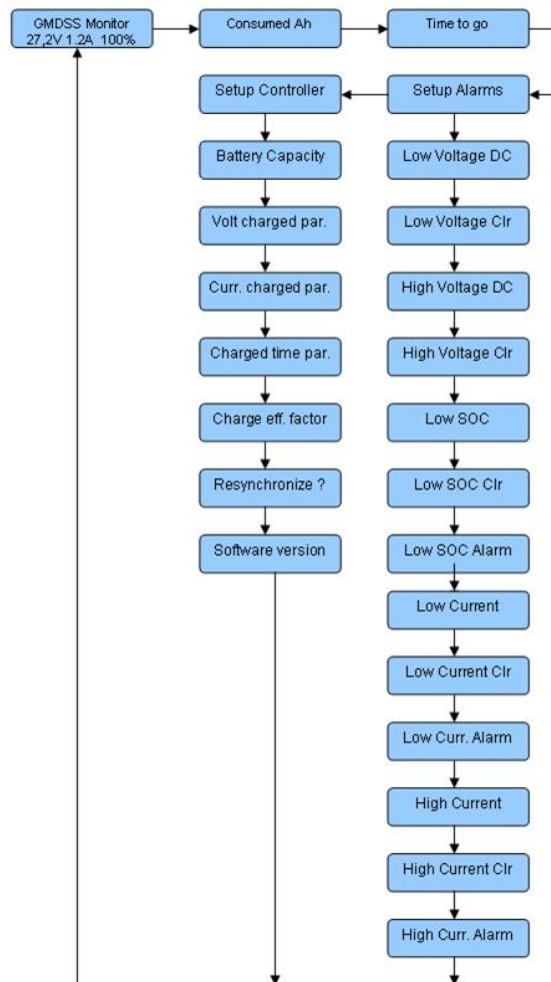 GMDSS Monitor
27,2V 1.2A 100%
Consumed Ah
Time to go
Setup Controller
Setup Alarms
Battery Capacity
Low Voltage DC
Volt charged par.
Low Voltage Clr
Curr. charged par.
High Voltage DC
Charged time par.
High Voltage Clr
Charge eff. factor
Low SOC
Resynchronize ?
Low SOC Clr
Software version
Low SOC Alarm
Low Current
Low Current Clr
Low Curr. Alarm
High Current
High Current Clr
High Curr. Alarm